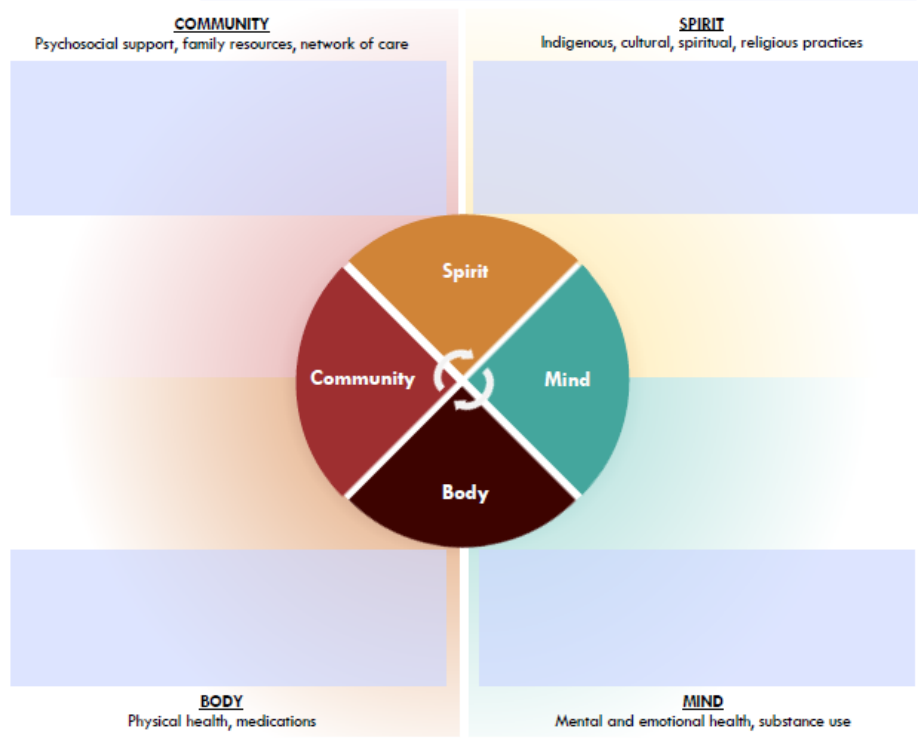 COMMUNITY
Psychosocial support, family resources, network of care
SPIRIT
Indigenous, cultural, spiritual, religious practices
Spirit
Community
Mind
Body
BODY
Physical health, medications
MIND
Mental and emotional health, substance use